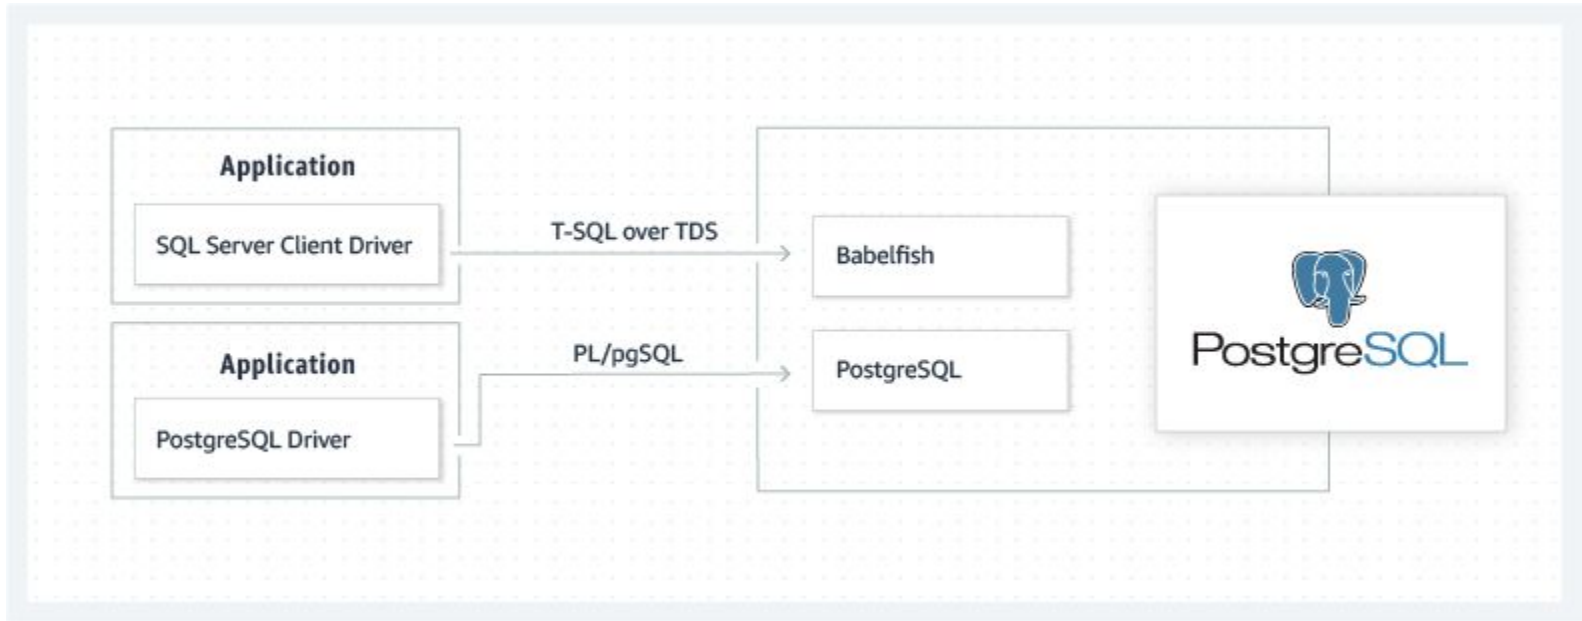 Application
SQL Server Client Driver
T-SQL over TDS
Babelfish
Application
PostgreSQL Driver
PL/pgSQL
PostgreSQL
PostgreSQL